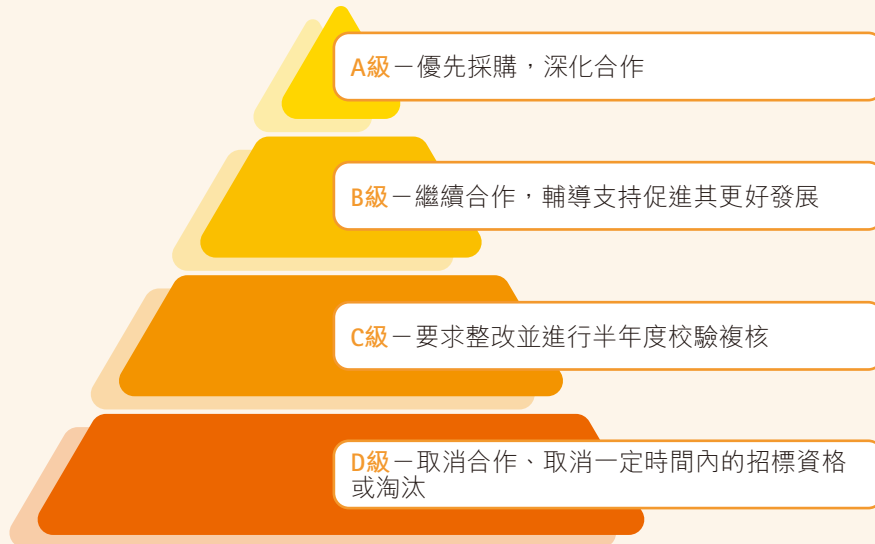 A級－優先採購，深化合作
B級－繼續合作，輔導支持促進其更好發展
C級－要求整改並進行半年度校驗複核
D級－取消合作、取消一定時間內的招標資格
或淘汰